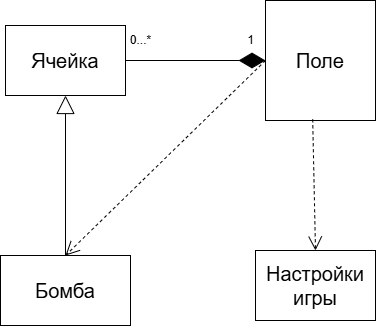 0...*
1
Ячейка
Поле
Бомба
Настройки
игры